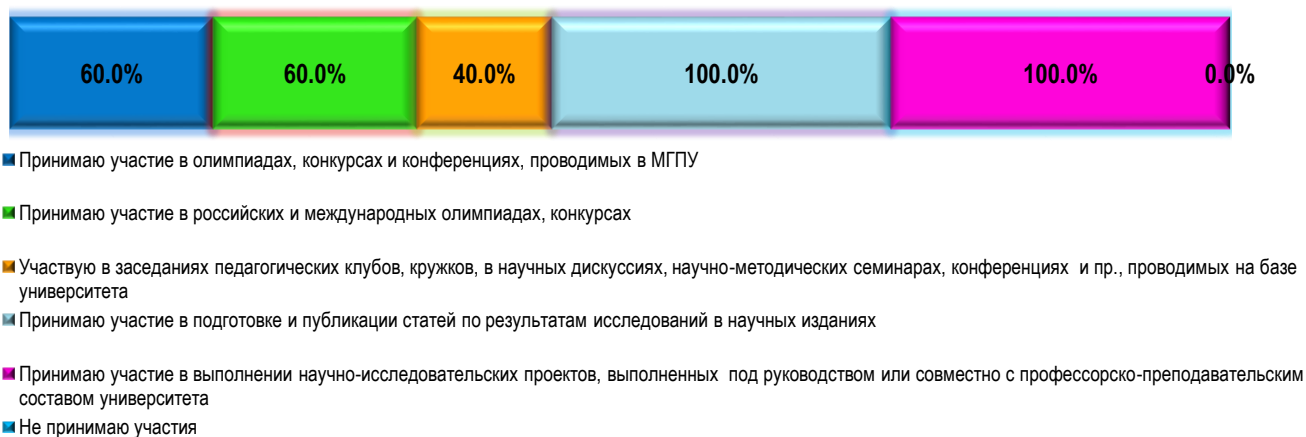 60.0% 60.0% 40.0% 100.0% 100.0% 0.0%
Принимаю участие в олимпиадах, конкурсах и конференциях, проводимых в МГПУ
Принимаю участие в российских и международных олимпиадах, конкурсах
Участвую в заседаниях педагогических клубов, кружков, в научных дискуссиях, научно-методических семинарах, конференциях и пр., проводимых на базе
университета
Принимаю участие в подготовке и публикации статей по результатам исследований в научных изданиях
Принимаю участие в выполнении научно-исследовательских проектов, выполненных под руководством или совместно с профессорско-преподавательским
составом университета
Не принимаю участия